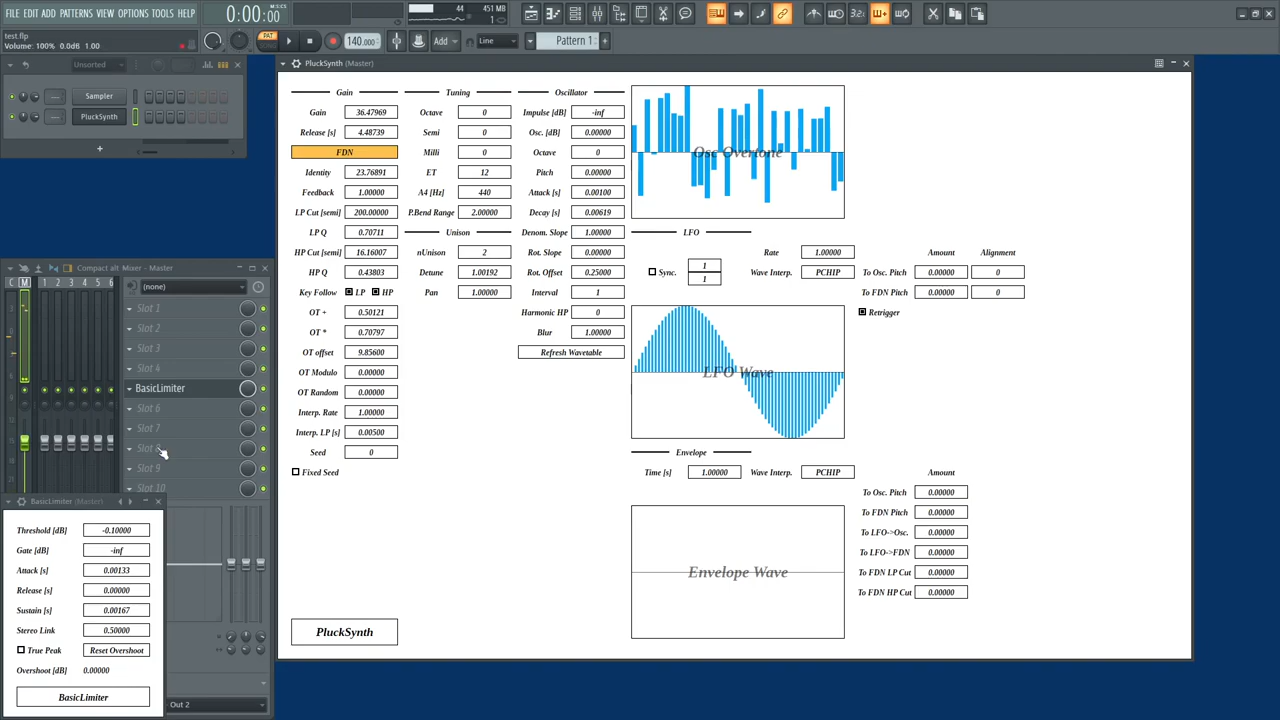 FILE EDIT ADD PATTERNS VIEW OPTIONS TOOLS HELP
0:00:00
M:S:CS
44
451 MB
test.flp
Volume: 100% 0.0dB 1.00
PAT
140.000
Add
Line
Pattern 1
Unsorted
Sampler
PluckSynth
PluckSynth (Master)
Gain
Gain 36.47969
Release [s] 4.48739
FDN
Identity 23.76891
Feedback 1.00000
LP Cut [semi] 200.00000
LP Q 0.70711
HP Cut [semi] 16.16007
HP Q 0.43803
Key Follow LP HP
OT + 0.50121
OT * 0.70797
OT offset 9.85600
OT Modulo 0.00000
OT Random 0.00000
Interp. Rate 1.00000
Interp. LP [s] 0.00500
Seed 0
Fixed Seed
PluckSynth
Tuning
Octave 0
Semi 0
Milli 0
ET 12
A4 [Hz] 440
P.Bend Range 2.00000
Unison
nUnison 2
Detune 1.00192
Pan 1.00000
Oscillator
Impulse [dB] -inf
Osc. [dB] 0.00000
Octave 0
Pitch 0.00000
Attack [s] 0.00100
Decay [s] 0.00619
Denom. Slope 1.00000
Rot. Slope 0.00000
Rot. Offset 0.25000
Interval 1
Harmonic HP 0
Blur 1.00000
Refresh Wavetable
Osc Overtone
LFO
Rate 1.00000
Sync. 1
1
Wave Interp. PCHIP
Amount Alignment
To Osc. Pitch 0.00000 0
To FDN Pitch 0.00000 0
Retrigger
LFO Wave
Envelope
Time [s] 1.00000
Wave Interp. PCHIP
Amount
To Osc. Pitch 0.00000
To FDN Pitch 0.00000
To LFO->Osc. 0.00000
To LFO->FDN 0.00000
To FDN LP Cut 0.00000
To FDN HP Cut 0.00000
Envelope Wave
Compact alt Mixer - Master
C M 1 2 3 4 5 6
(none)
Slot 1
Slot 2
Slot 3
Slot 4
BasicLimiter
Slot 6
Slot 7
Slot 8
Slot 9
Slot 10
Out 2
BasicLimiter (Master)
Threshold [dB] -0.10000
Gate [dB] -inf
Attack [s] 0.00133
Release [s] 0.00000
Sustain [s] 0.00167
Stereo Link 0.50000
True Peak Reset Overshoot
Overshoot [dB] 0.00000
BasicLimiter